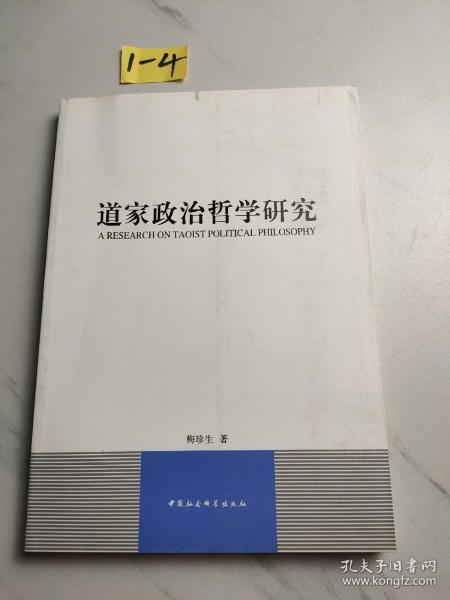 1-4
道家政治哲学研究
A RESEARCH ON TAOIST POLITICAL PHILOSOPHY
梅珍生 著
中国社会科学出版社
孔夫子旧书网
www.kongfz.com